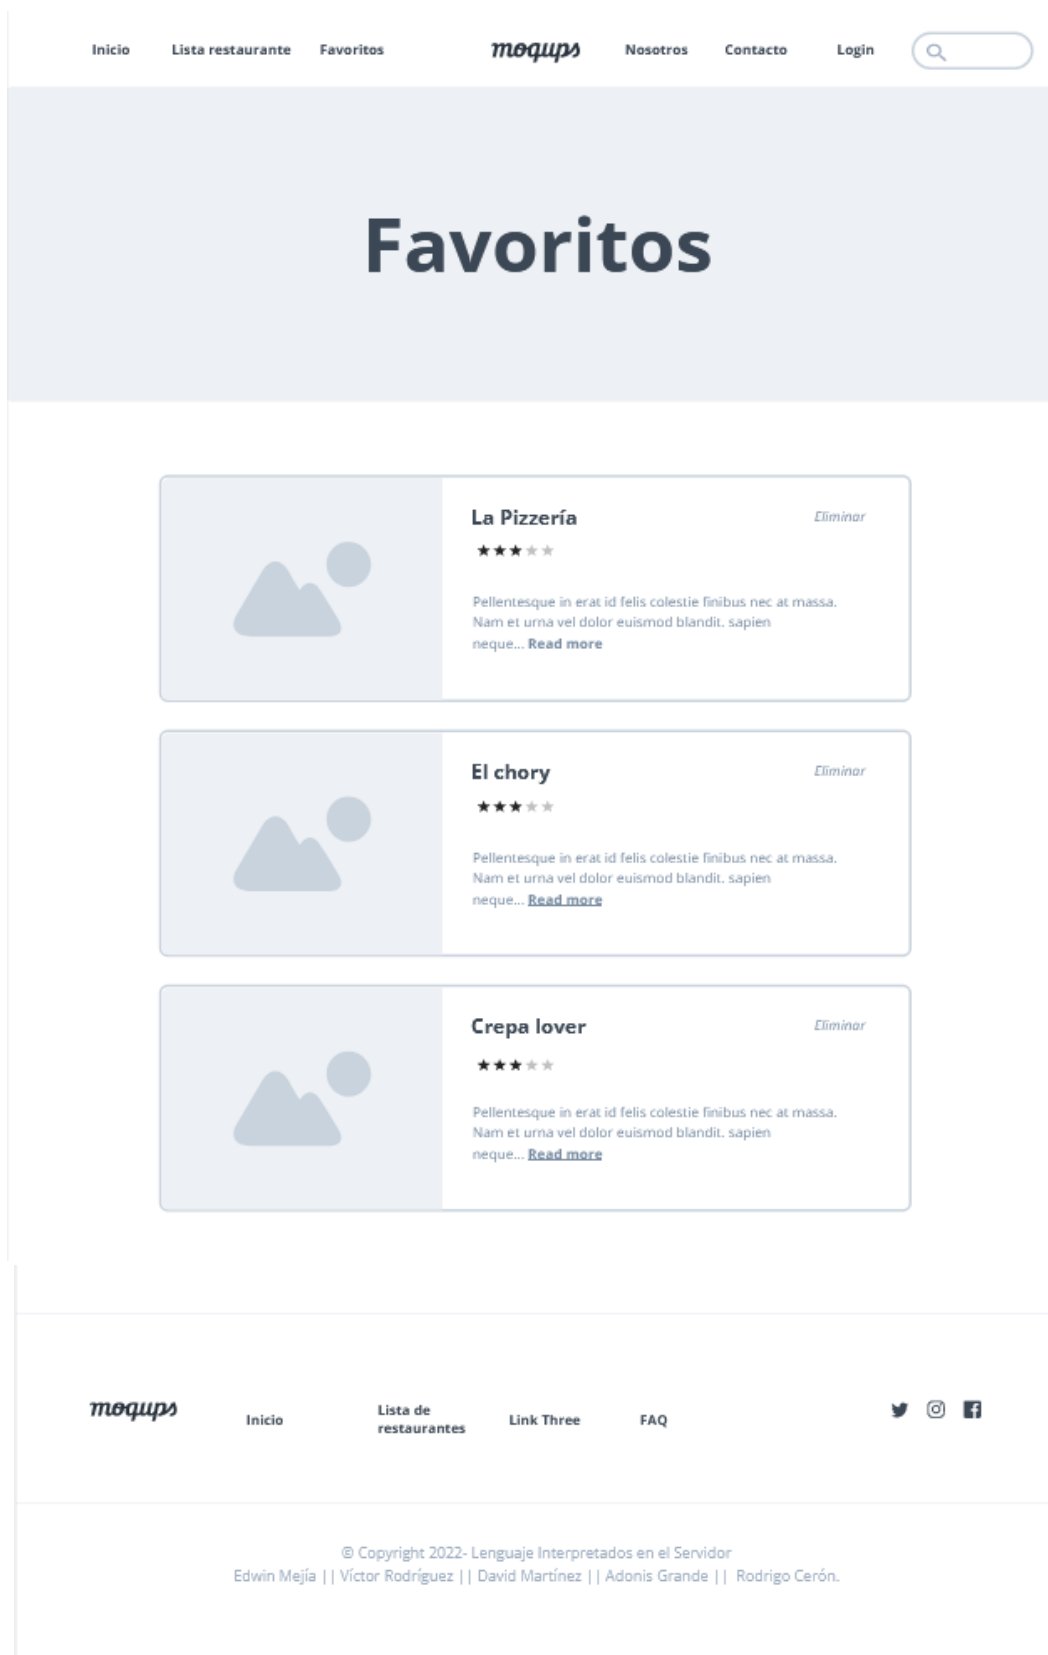 Inicio Lista restaurante Favoritos moqups Nosotros Contacto Login
Favoritos
La Pizzería Eliminar
Pellentesque in erat id felis colestie finibus nec at massa.
Nam et urna vel dolor euismod blandit. sapien
neque... Read more
El chory Eliminar
Pellentesque in erat id felis colestie finibus nec at massa.
Nam et urna vel dolor euismod blandit. sapien
neque... Read more
Crepa lover Eliminar
Pellentesque in erat id felis colestie finibus nec at massa.
Nam et urna vel dolor euismod blandit. sapien
neque... Read more
moqups
Inicio
Lista de
restaurantes
Link Three
FAQ
© Copyright 2022- Lenguaje Interpretados en el Servidor
Edwin Mejía || Víctor Rodríguez || David Martínez || Adonis Grande || Rodrigo Cerón.